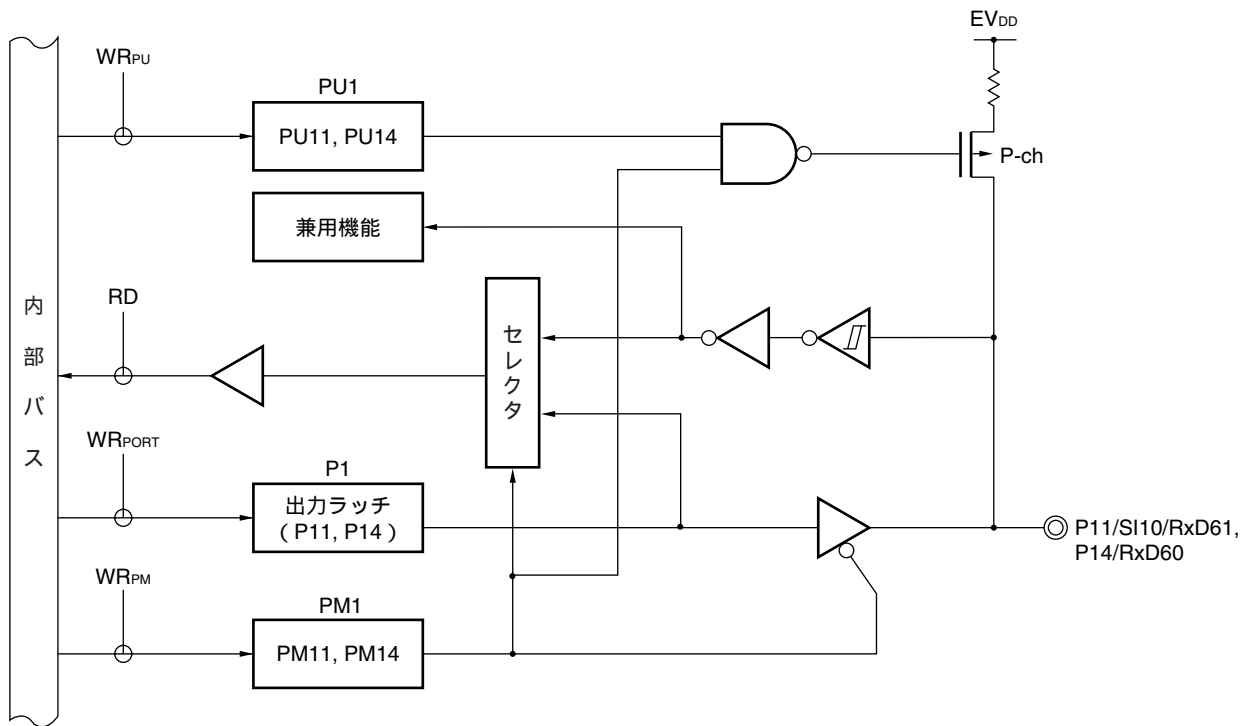 EVDD
WRPU
PU1
PU11, PU14
P-ch
兼用機能
内部バス
RD
セレクタ
WRPORT
P1
出力ラッチ
（P11, P14）
P11/SI10/RxD61,
P14/RxD60
WRPM
PM1
PM11, PM14